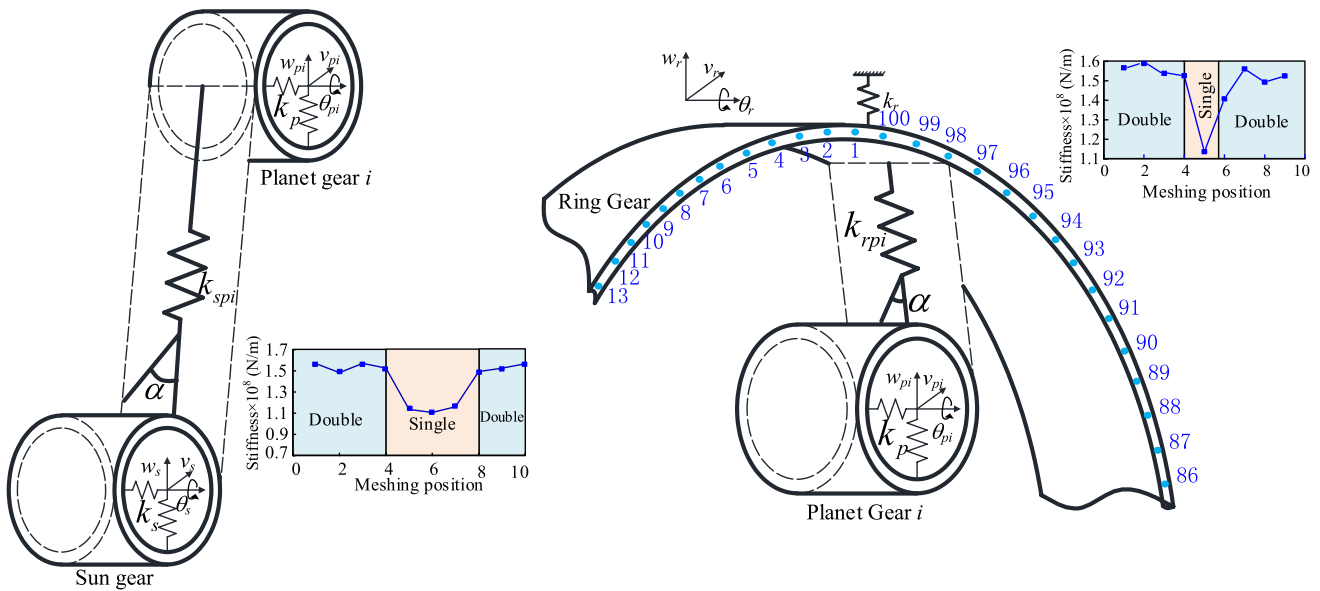 w_pi
v_pi
k_p
θ_pi
Planet gear i
k_spi
α
w_s
v_s
k_s
θ_s
Sun gear
Stiffness×10^8 (N/m)
1.7
1.5
1.3
1.1
0.9
0.7
Double
Single
Double
0 2 4 6 8 10
Meshing position
w_r
v_r
θ_r
k_r
Ring Gear
100
99
98
97
96
95
94
93
92
91
90
89
88
87
86
1
2
3
4
5
6
7
8
9
10
11
12
13
k_rpi
α
w_pi
v_pi
k_p
θ_pi
Planet Gear i
Stiffness×10^8 (N/m)
1.6
1.5
1.4
1.3
1.2
1.1
Double
Single
Double
0 2 4 6 8 10
Meshing position